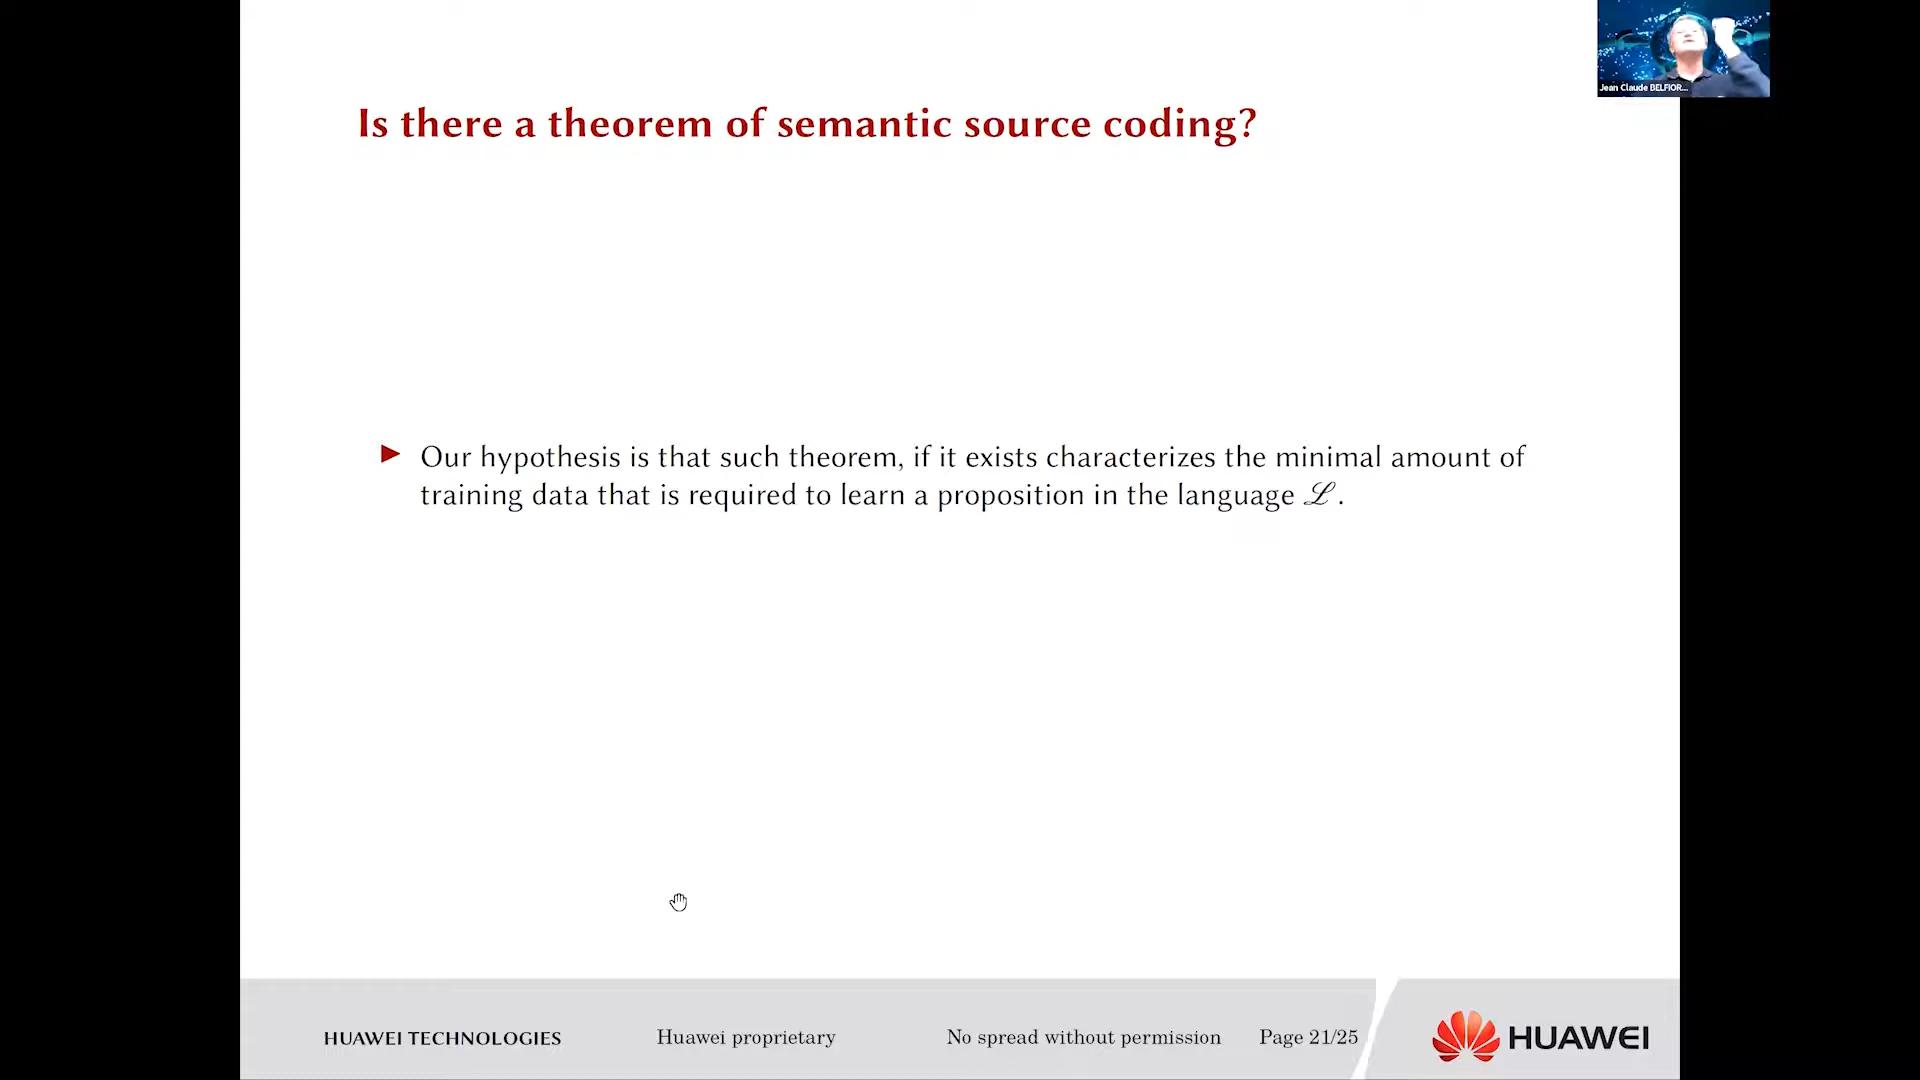 Jean Claude BELFIOR...
Is there a theorem of semantic source coding?
Our hypothesis is that such theorem, if it exists characterizes the minimal amount of
training data that is required to learn a proposition in the language ℒ.
HUAWEI TECHNOLOGIES Huawei proprietary No spread without permission Page 21/25 HUAWEI